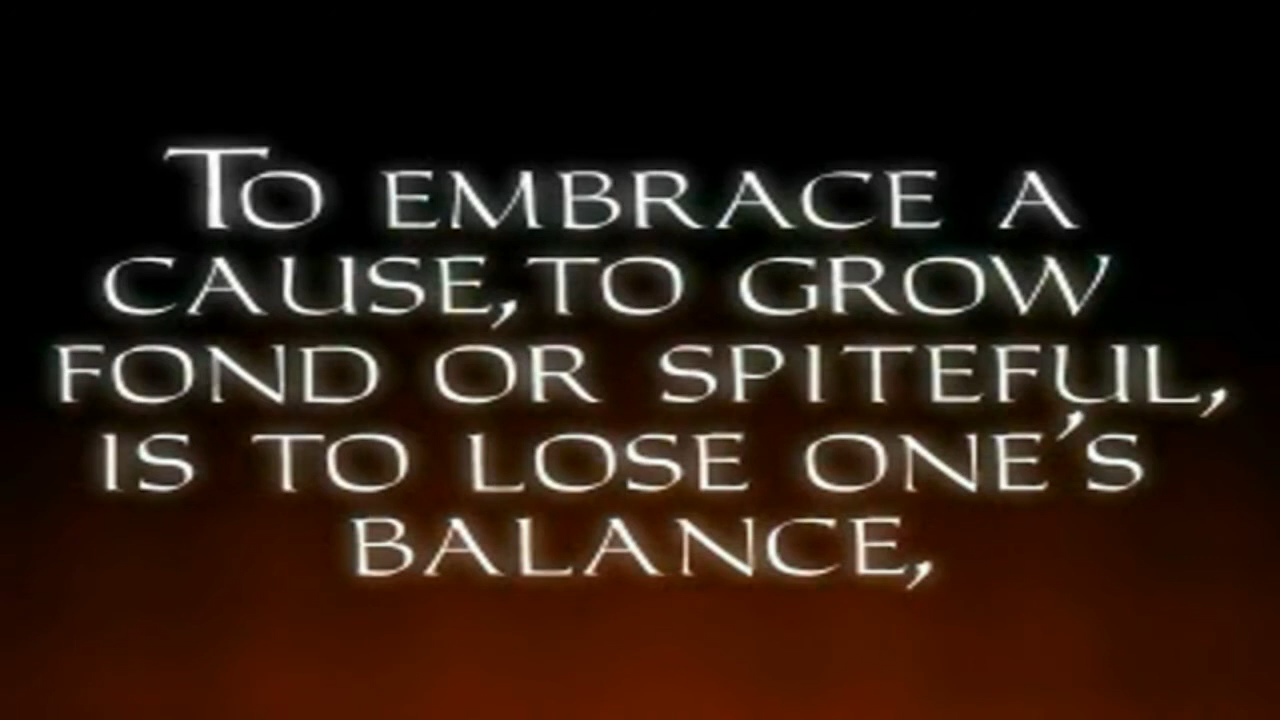 To EMBRACE A
CAUSE, TO GROW
FOND OR SPITEFUL,
IS TO LOSE ONE'S
BALANCE,